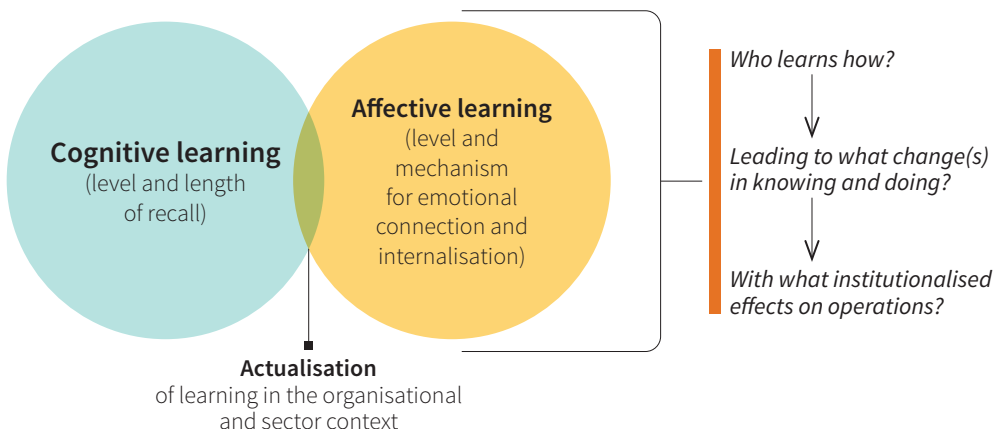 Cognitive learning
(level and length
of recall)
Affective learning
(level and
mechanism
for emotional
connection and
internalisation)
Actualisation
of learning in the organisational
and sector context
Who learns how?
Leading to what change(s)
in knowing and doing?
With what institutionalised
effects on operations?